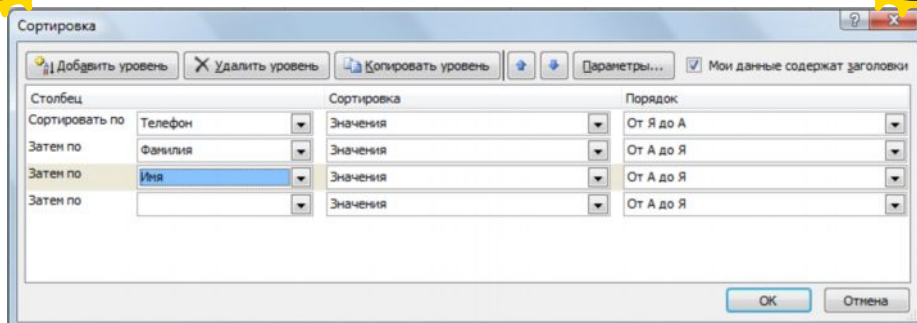 Сортировка
Добавить уровень Удалить уровень Копировать уровень Параметры... Мои данные содержат заголовки
Столбец Сортировка Порядок
Сортировать по Телефон Значения От Я до А
Затем по Фамилия Значения От А до Я
Затем по Имя Значения От А до Я
Затем по Значения От А до Я
ОК Отмена